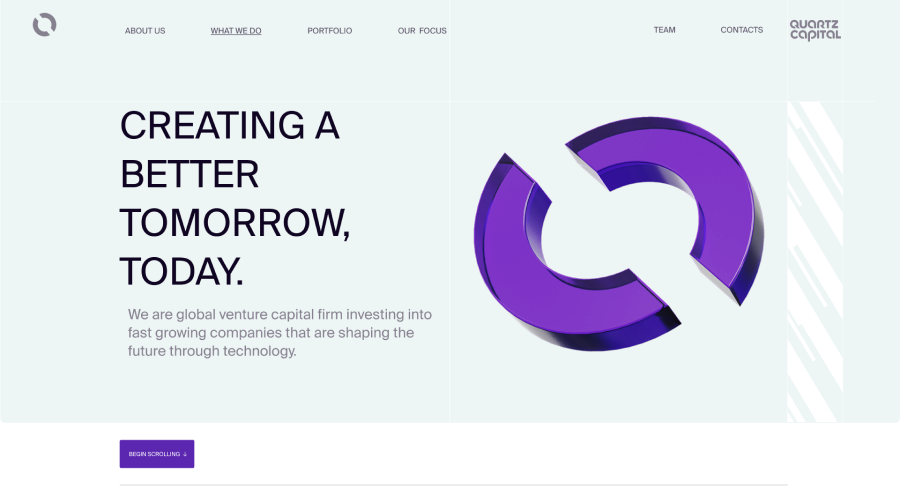 ABOUT US
WHAT WE DO
PORTFOLIO
OUR FOCUS
TEAM
CONTACTS
QUARTZ
CAPITAL
CREATING A
BETTER
TOMORROW,
TODAY.
We are global venture capital firm investing into
fast growing companies that are shaping the
future through technology.
BEGIN SCROLLING ↓